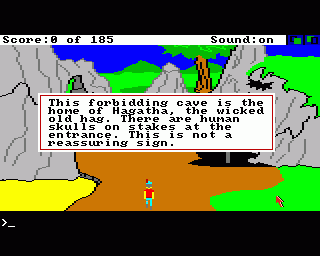 Score:0 of 185 Sound:on
This forbidding cave is the
home of Hagatha, the wicked
old hag. There are human
skulls on stakes at the
entrance. This is not a
reassuring sign.
>_